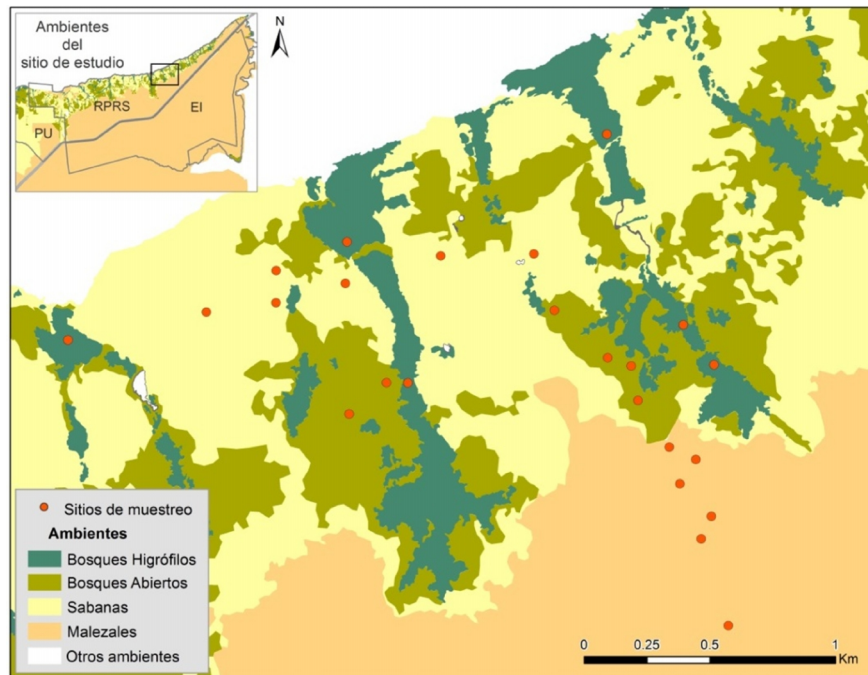 Ambientes
del
sitio de estudio
RPRS
EI
PU
N
Sitios de muestreo
Ambientes
Bosques Higrófilos
Bosques Abiertos
Sabanas
Malezales
Otros ambientes
0 0.25 0.5 1
Km